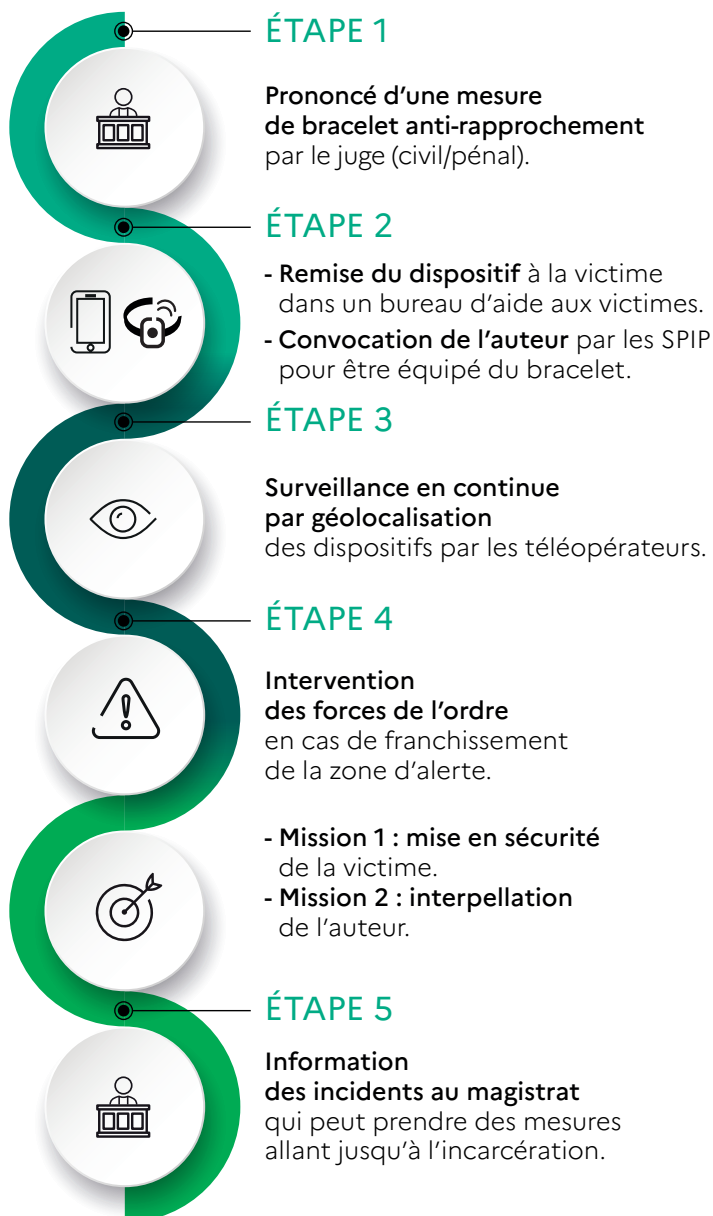 ÉTAPE 1
Prononcé d'une mesure
de bracelet anti-rapprochement
par le juge (civil/pénal).
ÉTAPE 2
- Remise du dispositif à la victime
dans un bureau d'aide aux victimes.
- Convocation de l'auteur par les SPIP
pour être équipé du bracelet.
ÉTAPE 3
Surveillance en continue
par géolocalisation
des dispositifs par les téléopérateurs.
ÉTAPE 4
Intervention
des forces de l'ordre
en cas de franchissement
de la zone d'alerte.
- Mission 1 : mise en sécurité
de la victime.
- Mission 2 : interpellation
de l'auteur.
ÉTAPE 5
Information
des incidents au magistrat
qui peut prendre des mesures
allant jusqu'à l'incarcération.